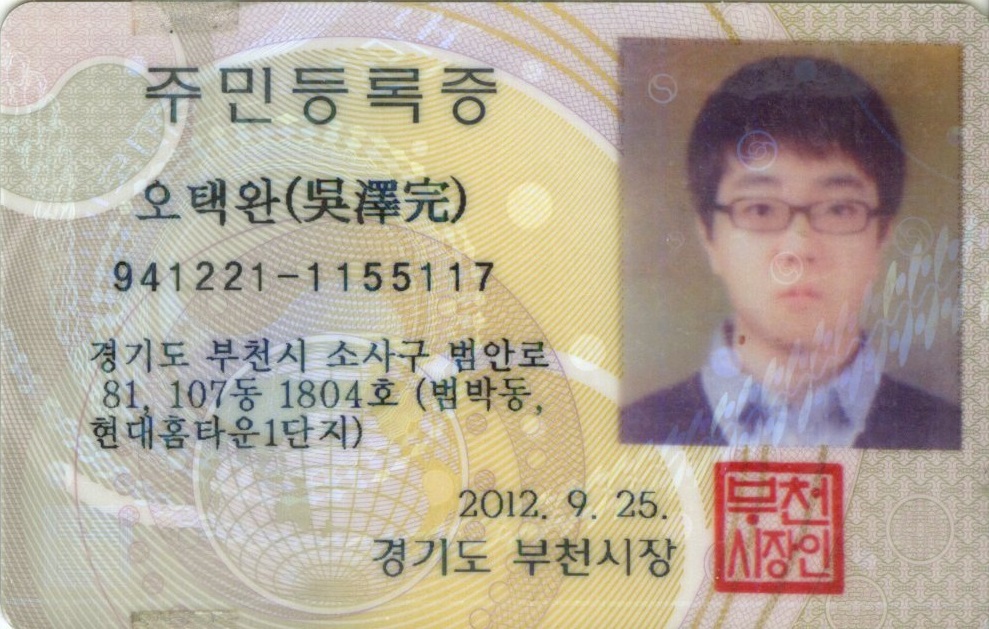 주민등록증
오택완(吳澤完)
941221-1155117
경기도 부천시 소사구 범안로
81, 107동 1804호 (범박동,
현대홈타운1단지)
2012. 9. 25.
경기도 부천시장
부천
시장인